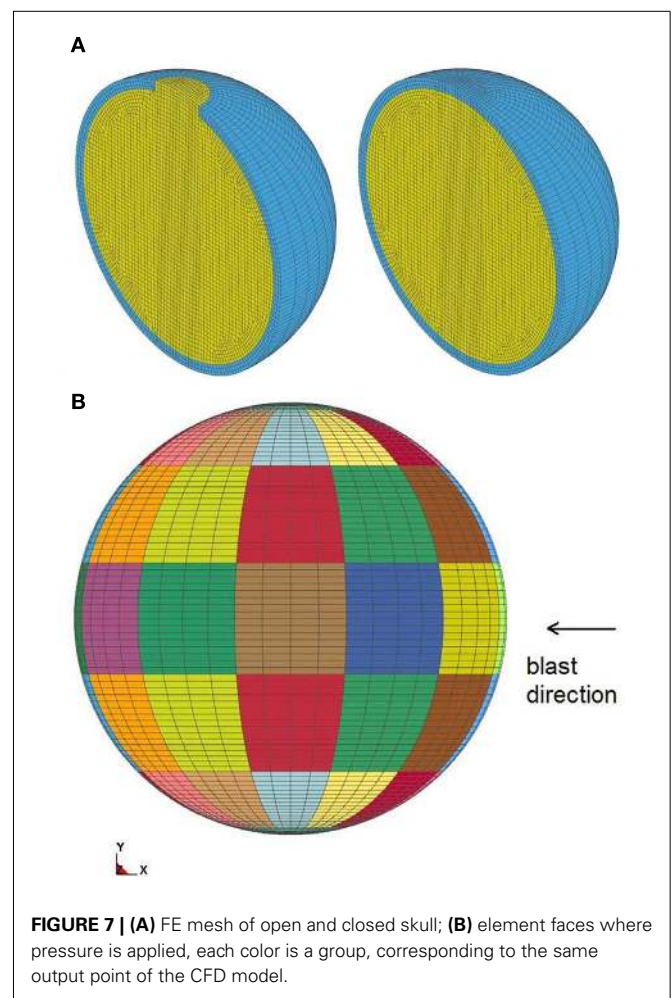 A
B
blast
direction
Y
X
FIGURE 7 | (A) FE mesh of open and closed skull; (B) element faces where
pressure is applied, each color is a group, corresponding to the same
output point of the CFD model.